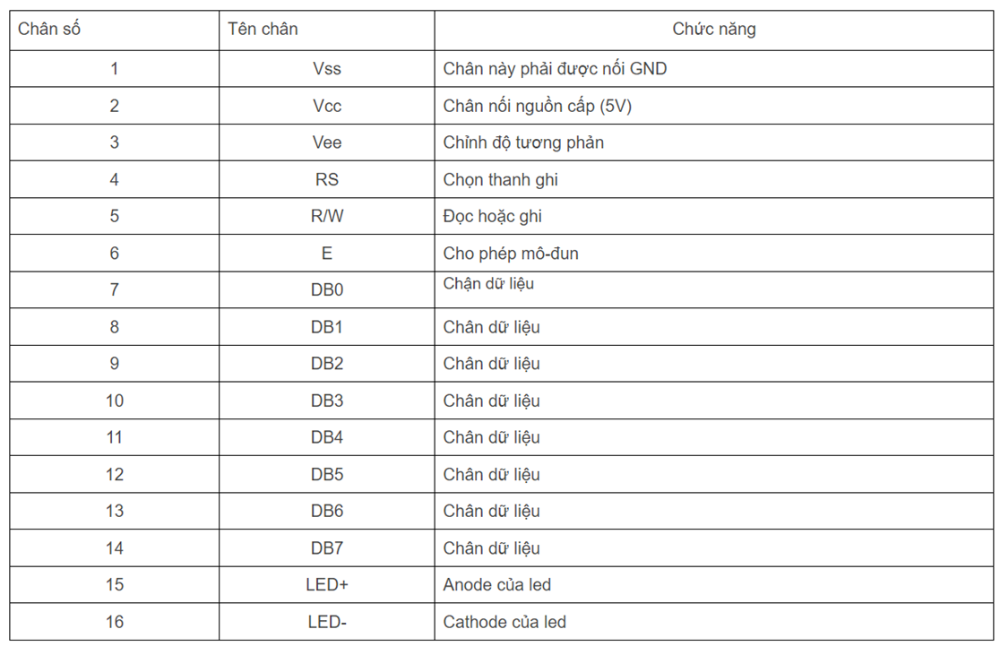 Chân số Tên chân Chức năng
1 Vss Chân này phải được nối GND
2 Vcc Chân nối nguồn cấp (5V)
3 Vee Chỉnh độ tương phản
4 RS Chọn thanh ghi
5 R/W Đọc hoặc ghi
6 E Cho phép mô-đun
7 DB0 Chận dữ liệu
8 DB1 Chân dữ liệu
9 DB2 Chân dữ liệu
10 DB3 Chân dữ liệu
11 DB4 Chân dữ liệu
12 DB5 Chân dữ liệu
13 DB6 Chân dữ liệu
14 DB7 Chân dữ liệu
15 LED+ Anode của led
16 LED- Cathode của led